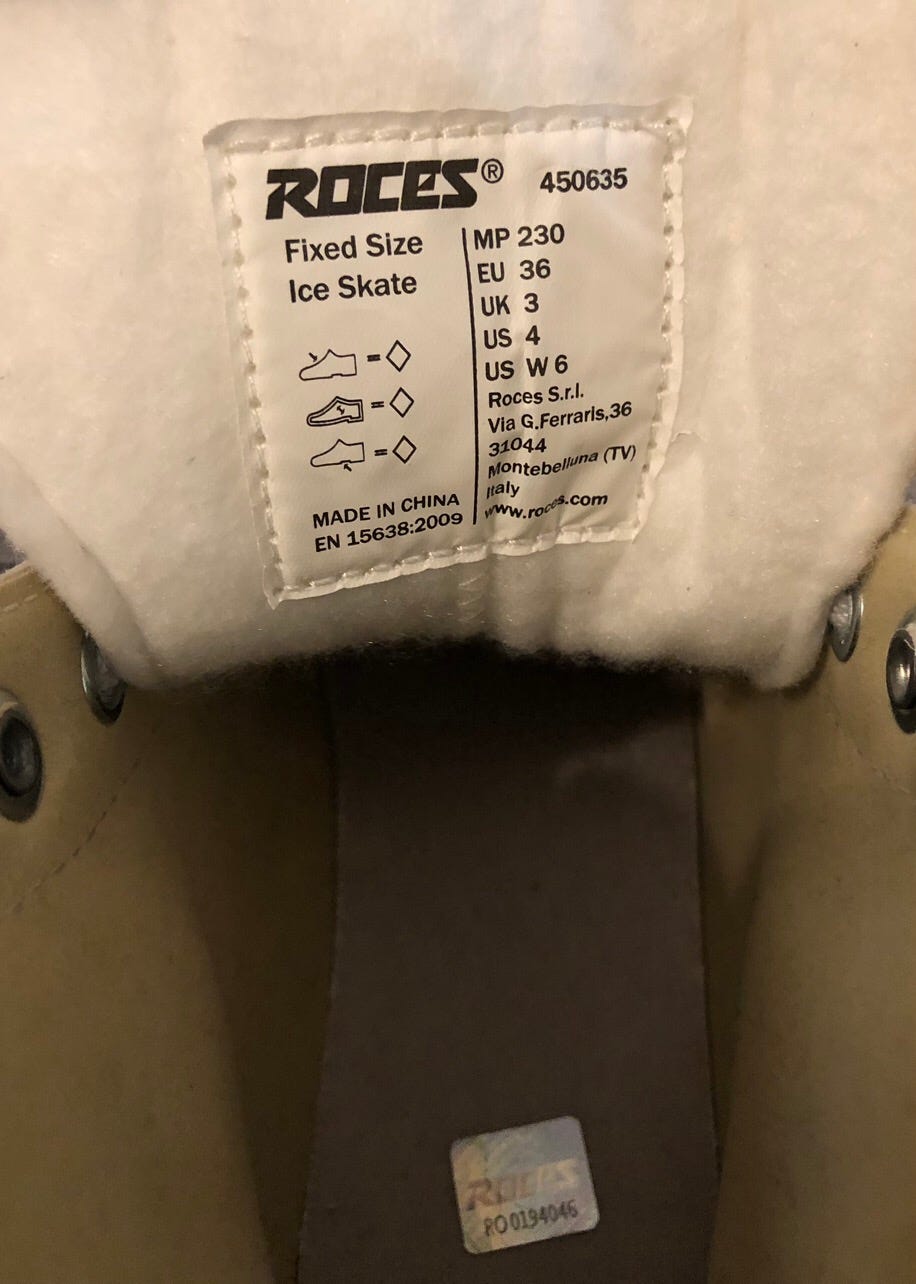 ROCES® 450635
Fixed Size
Ice Skate
MADE IN CHINA
EN 15638:2009
MP 230
EU 36
UK 3
US 4
US W 6
Roces S.r.l.
Via G.Ferraris,36
31044
Montebelluna (TV)
Italy
www.roces.com
ROCES
RO0194046